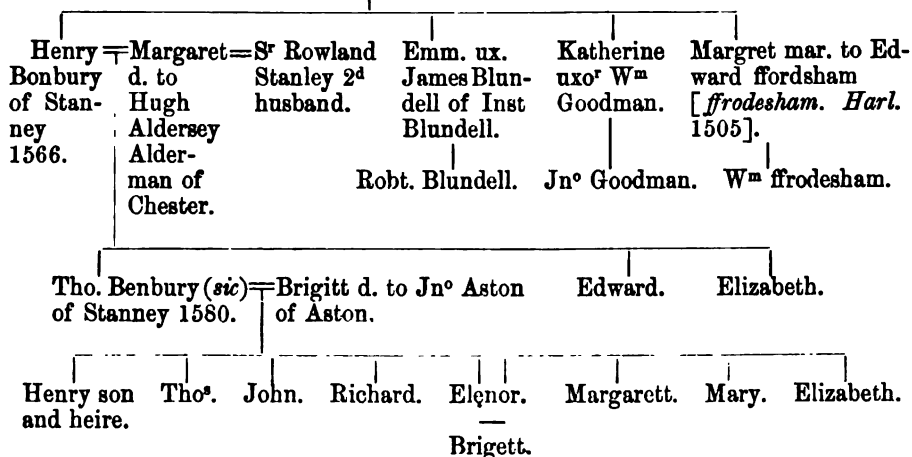 Henry
Bonbury
of Stan-
ney
1566.
Margaret
d. to
Hugh
Aldersey
Alder-
man of
Chester.
Sʳ Rowland
Stanley 2ᵈ
husband.
Emm. ux.
James Blun-
dell of Inst
Blundell.
Katherine
uxoʳ Wᵐ
Goodman.
Margret mar. to Ed-
ward ffordsham
[ffrodesham. Harl.
1505].
Robt. Blundell.
Jnᵒ Goodman.
Wᵐ ffrodesham.
Tho. Benbury (sic)
of Stanney 1580.
Brigitt d. to Jnᵒ Aston
of Aston.
Edward.
Elizabeth.
Henry son
and heire.
Thoˢ.
John.
Richard.
Elęnor.
Brigett.
Margarett.
Mary.
Elizabeth.